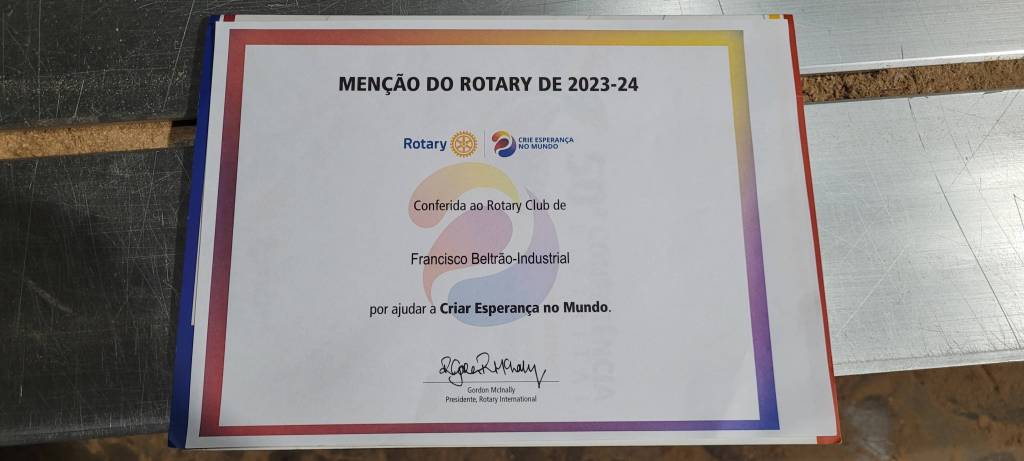 MENÇÃO DO ROTARY DE 2023-24
Rotary
CRIE ESPERANÇA
NO MUNDO
Conferida ao Rotary Club de
Francisco Beltrão-Industrial
por ajudar a Criar Esperança no Mundo.
Gordon McInally
Presidente, Rotary International